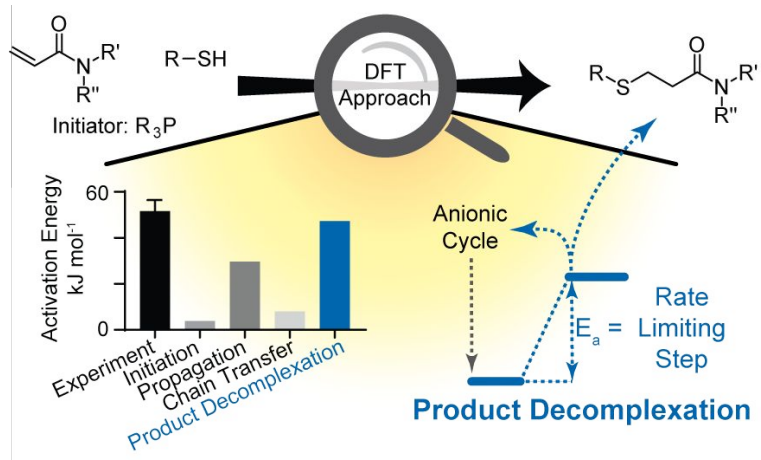 O
N
R'
R"
R–SH
Initiator: R₃P
DFT
Approach
O
R
S
N
R'
R"
Activation Energy
kJ mol⁻¹
60
0
Experiment
Initiation
Propagation
Chain Transfer
Product Decomplexation
Anionic
Cycle
Eₐ =
Rate
Limiting
Step
Product Decomplexation